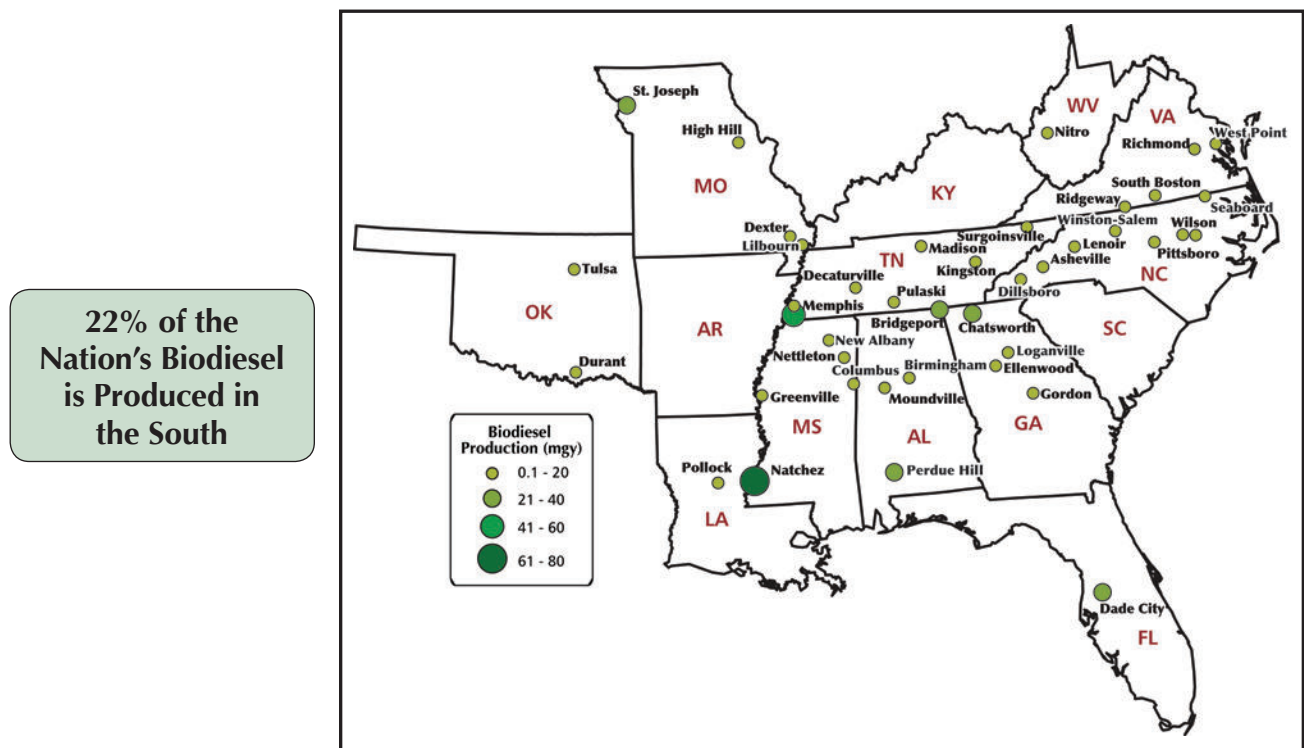 22% of the
Nation's Biodiesel
is Produced in
the South
St. Joseph
High Hill
MO
Dexter
Lilbourn
WV
Nitro
VA
West Point
Richmond
KY
South Boston
Ridgeway
Seaboard
Winston-Salem
Wilson
Surgoinsville
Madison
Lenoir
Pittsboro
TN
Kingston
Asheville
NC
Tulsa
Decaturville
Dillsboro
Pulaski
OK
Memphis
AR
Bridgeport
Chatsworth
SC
New Albany
Nettleton
Loganville
Ellenwood
Durant
Columbus
Birmingham
Greenville
Moundville
Gordon
MS
AL
GA
Biodiesel
Production (mgy)
0.1 - 20
21 - 40
41 - 60
61 - 80
Pollock
Natchez
Perdue Hill
LA
Dade City
FL